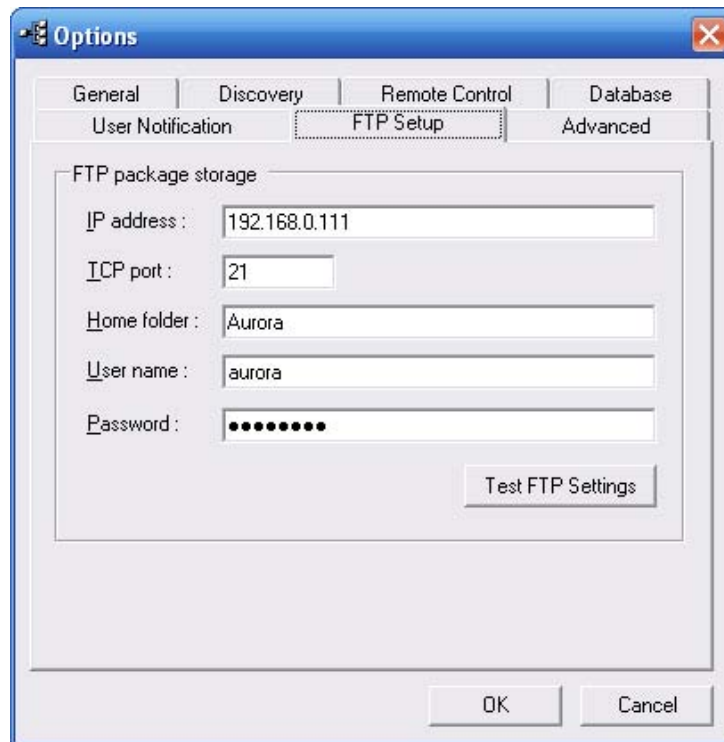 Options
General Discovery Remote Control Database
User Notification FTP Setup Advanced
FTP package storage
IP address : 192.168.0.111
TCP port : 21
Home folder : Aurora
User name : aurora
Password : ●●●●●●●●
Test FTP Settings
OK Cancel